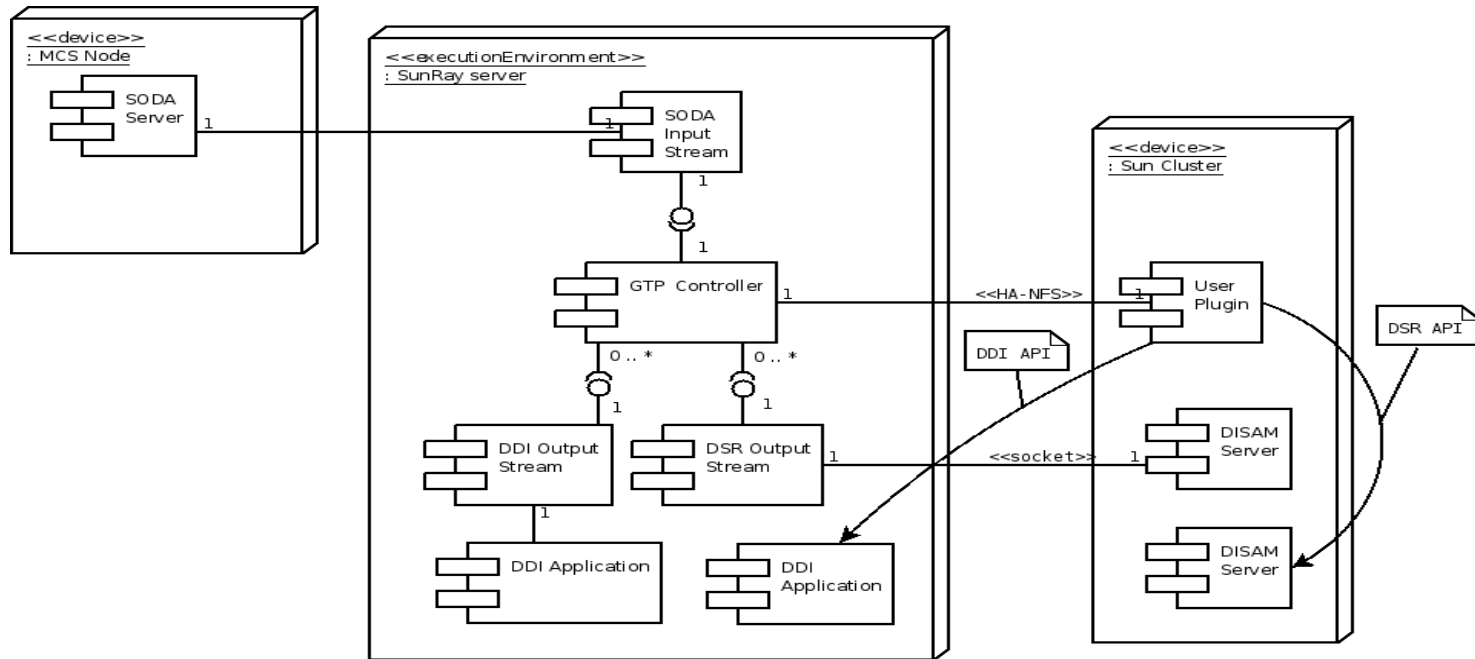 <<device>>
: MCS Node
SODA
Server
1
<<executionEnvironment>>
: SunRay server
1
SODA
Input
Stream
1
1
GTP Controller
1
<<HA-NFS>>
0..*
0..*
1
1
DDI Output
Stream
DSR Output
Stream
1
<<socket>>
1
DDI Application
DDI
Application
DDI API
<<device>>
: Sun Cluster
1
User
Plugin
DSR API
1
DISAM
Server
DISAM
Server